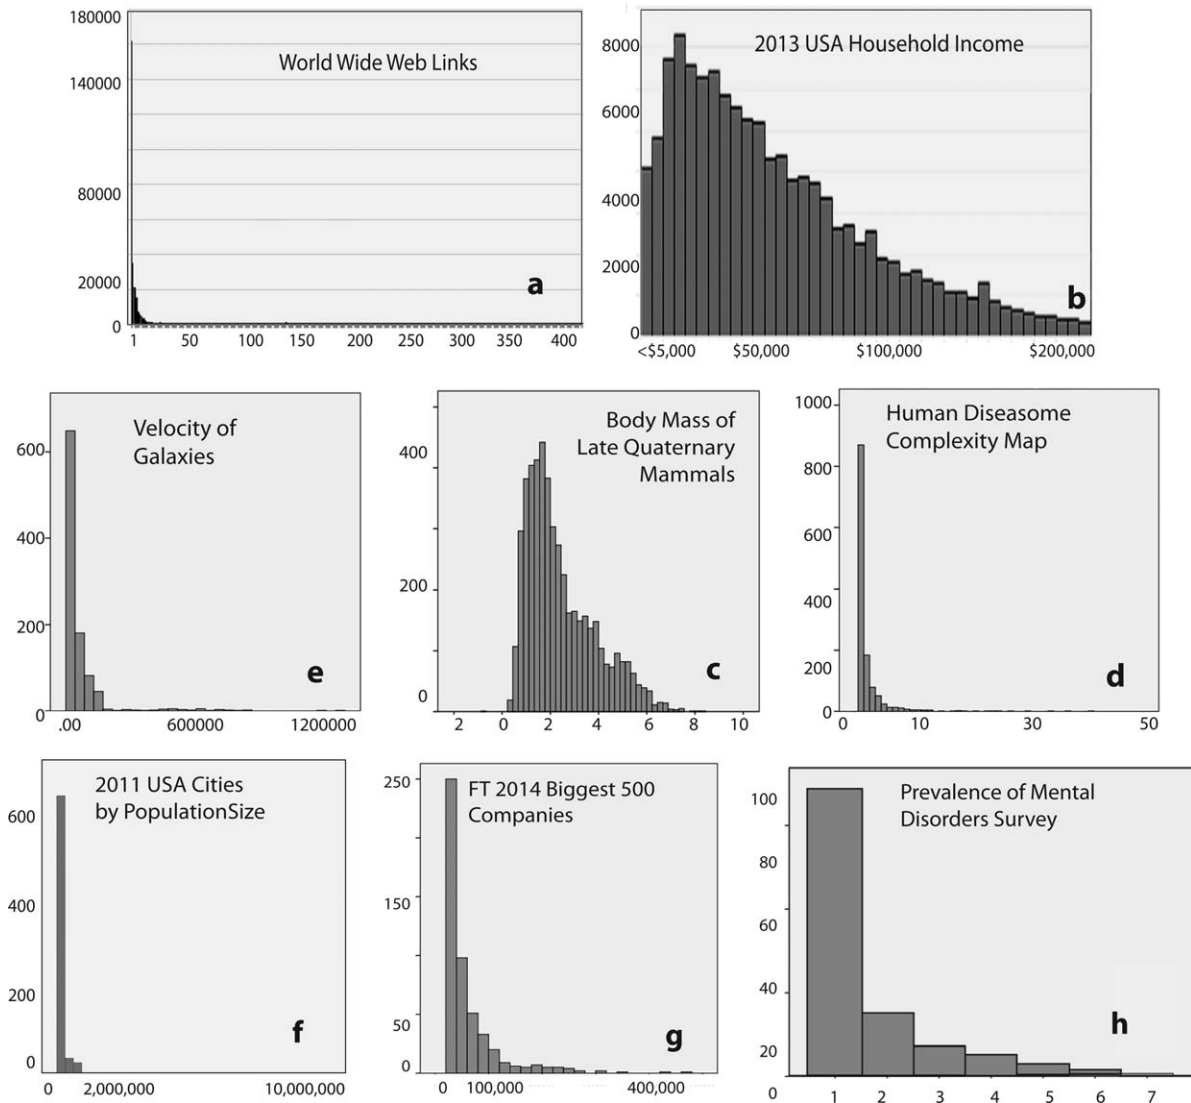 180000
140000
80000
20000
0
World Wide Web Links
a
1 50 100 150 200 250 300 350 400
8000
6000
4000
2000
0
2013 USA Household Income
b
<$5,000 $50,000 $100,000 $200,000
600
400
200
0
Velocity of
Galaxies
e
.00 600000 1200000
400
200
0
Body Mass of
Late Quaternary
Mammals
c
2 0 2 4 6 8 10
1000
800
600
400
200
0
Human Diseasome
Complexity Map
d
0 10 30 50
600
400
200
0
2011 USA Cities
by PopulationSize
f
0 2,000,000 10,000,000
250
150
50
0
FT 2014 Biggest 500
Companies
g
0 100,000 400,000
100
80
60
40
20
0
Prevalence of Mental
Disorders Survey
h
1 2 3 4 5 6 7